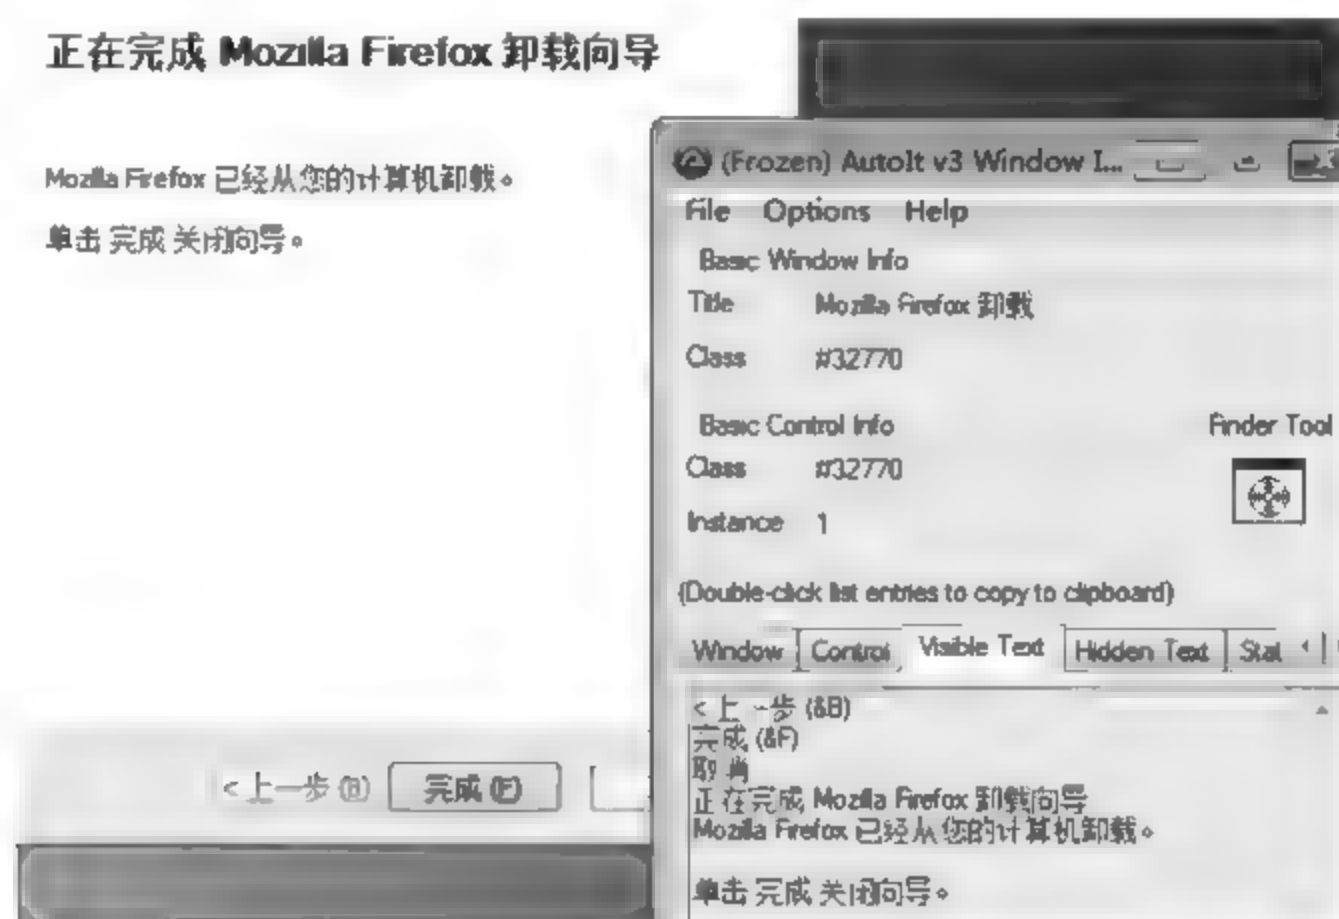 正在完成 Mozilla Firefox 卸载向导
Mozilla Firefox 已经从您的计算机卸载。
单击 完成 关闭向导。
<上一步(B) 完成(F)
(Frozen) AutoIt v3 Window I...
File Options Help
Basic Window Info
Title Mozilla Firefox 卸载
Class #32770
Basic Control Info Finder Tool
Class #32770
Instance 1
(Double-click list entries to copy to clipboard)
Window Control Visible Text Hidden Text Stat
<上一步(&B)
完成(&F)
取消
正在完成 Mozilla Firefox 卸载向导
Mozilla Firefox 已经从您的计算机卸载。
单击 完成 关闭向导。